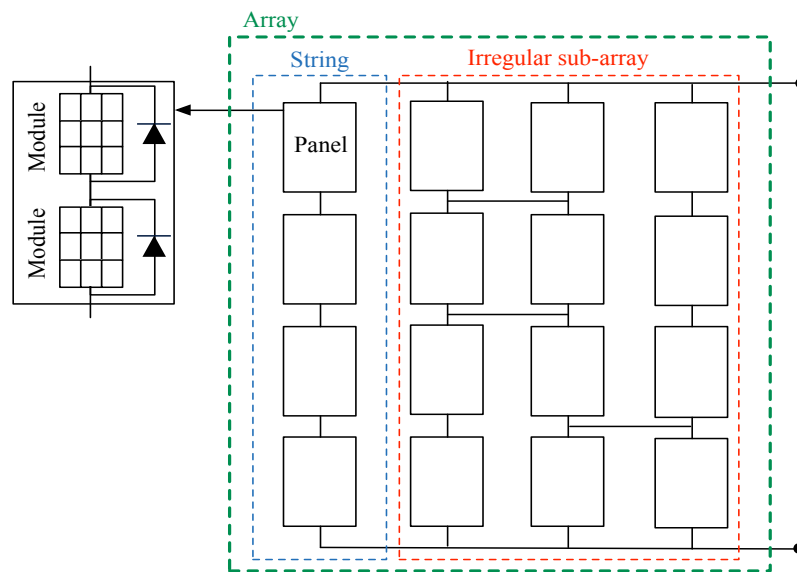 Array
String
Irregular sub-array
Module
Panel
Module